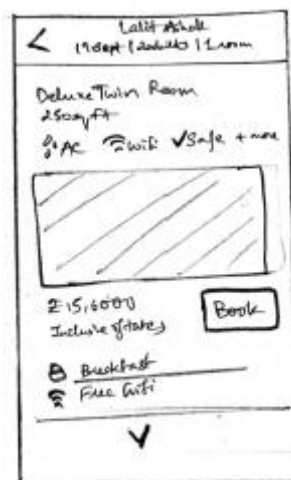 Lalit Ashok
19 Sept | 2 adults | 1 room
Deluxe Twin Room
250 sq ft
AC Wifi Safe + more
₹15,600
Inclusive of taxes
Book
Breakfast
Free Wifi